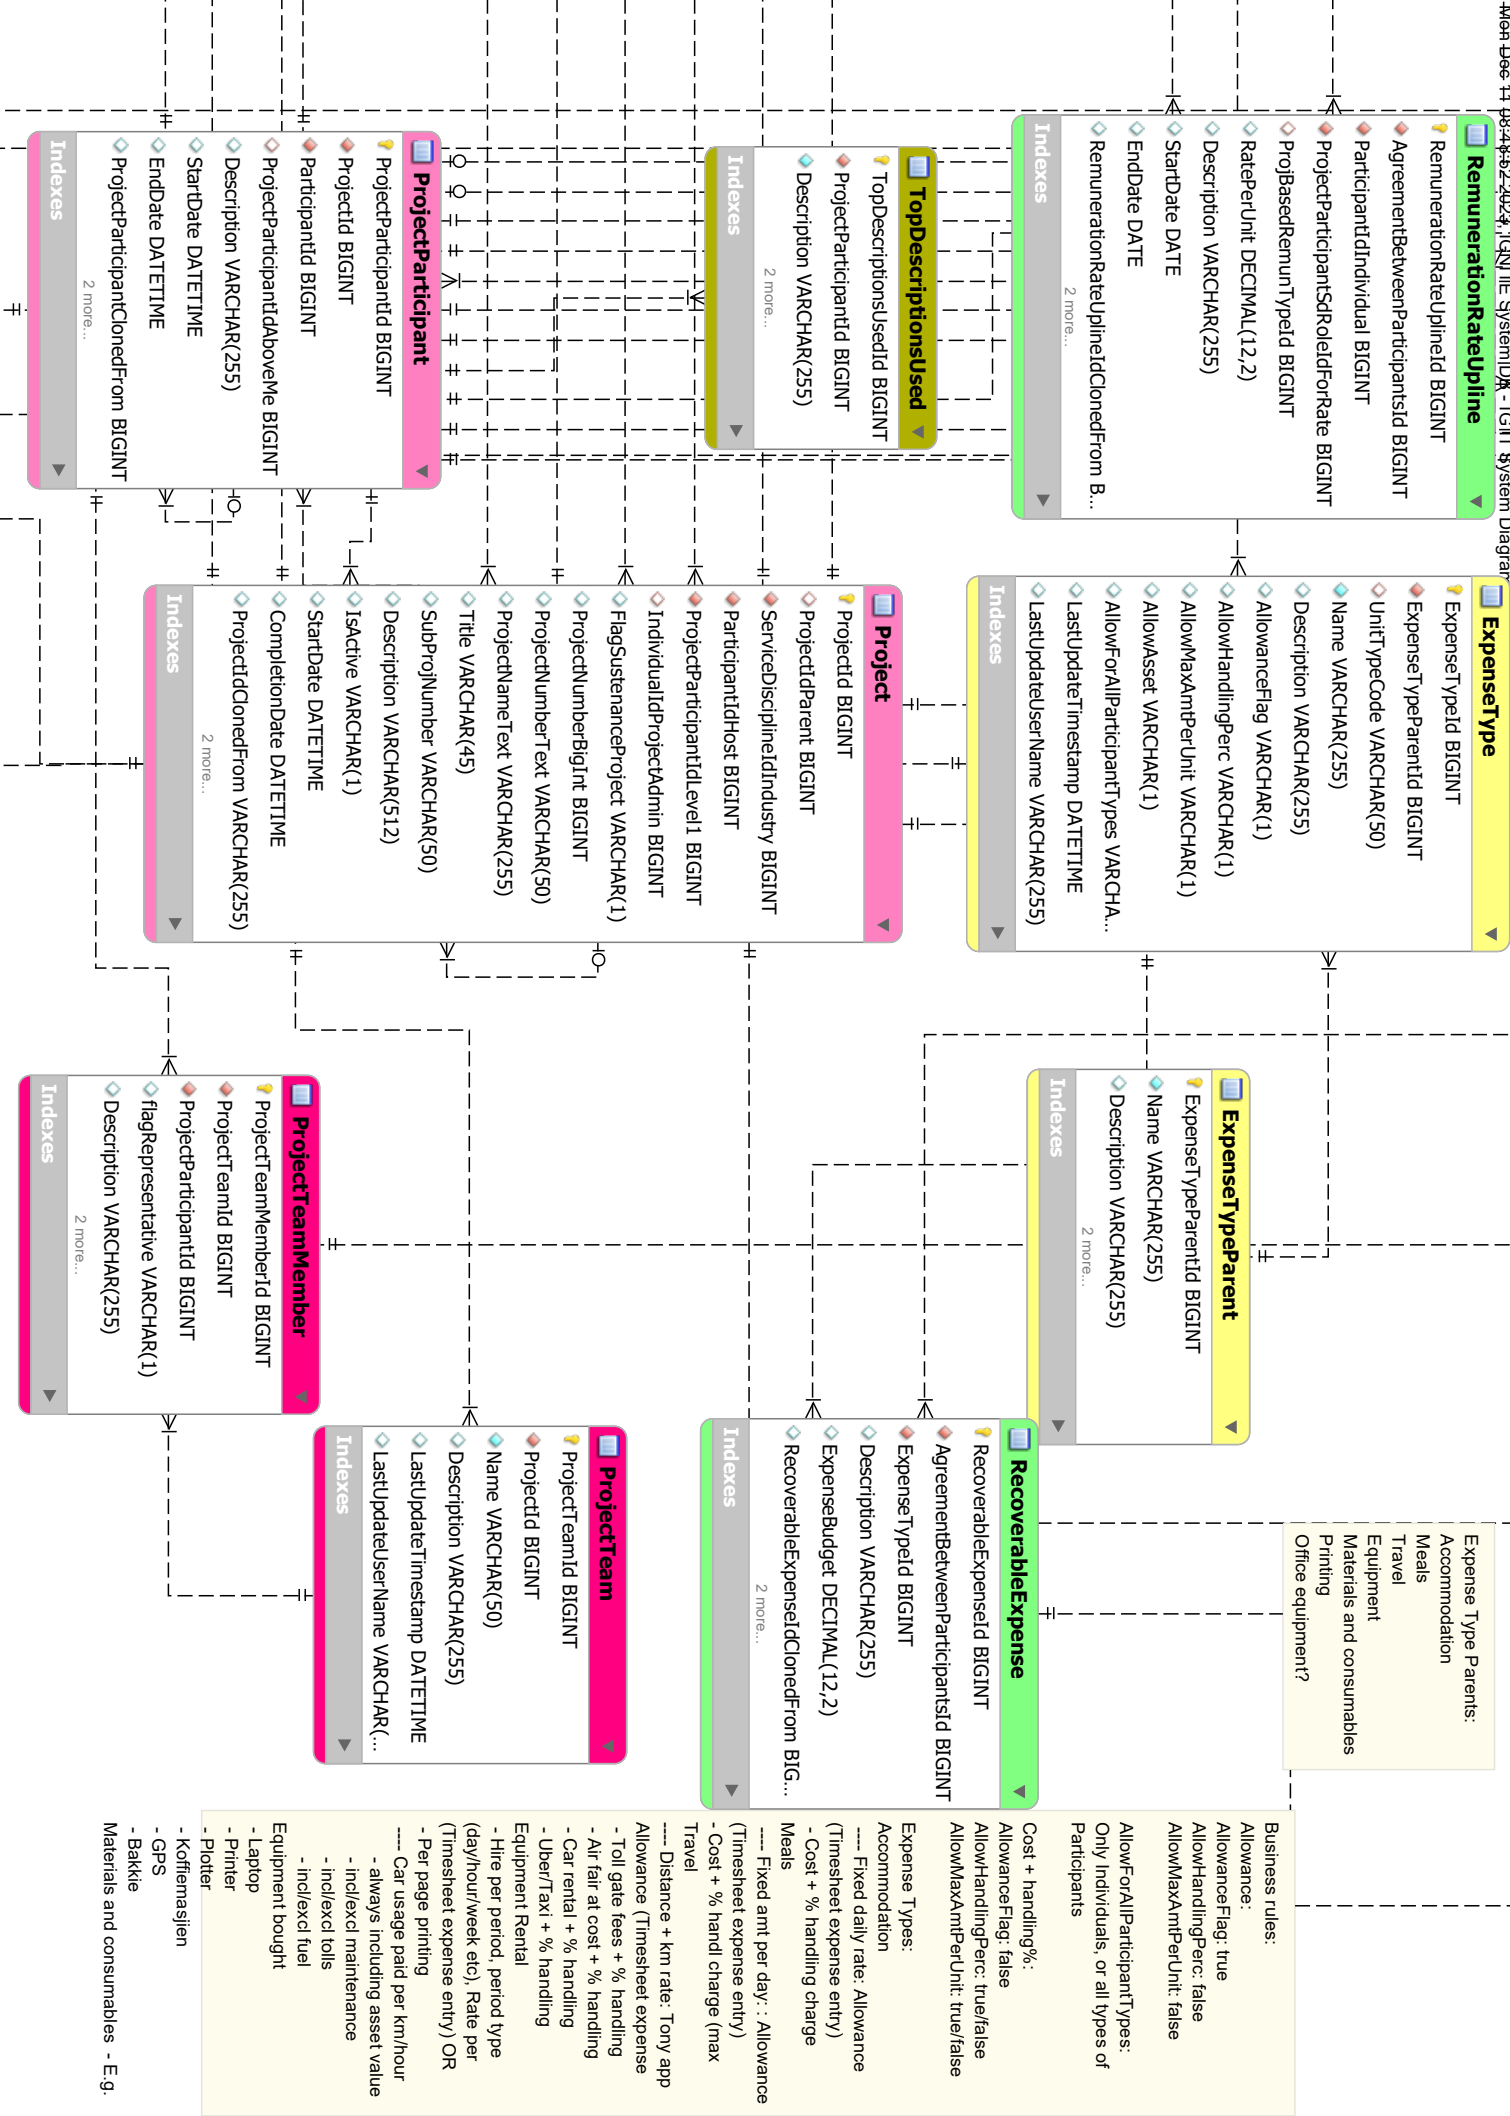 RemunerationRateUpline
RemunerationRateUplineId BIGINT
AgreementBetweenParticipantsId BIGINT
ParticipantIdIndividual BIGINT
ProjectParticipantSdRoleIdForRate BIGINT
ProjBasedRemunTypeId BIGINT
RatePerUnit DECIMAL(12,2)
Description VARCHAR(255)
StartDate DATE
EndDate DATE
RemunerationRateUplineIdClonedFrom B...
2 more...
Indexes
ExpenseType
ExpenseTypeId BIGINT
ExpenseTypeParentId BIGINT
UnitTypeCode VARCHAR(50)
Name VARCHAR(255)
Description VARCHAR(255)
AllowanceFlag VARCHAR(1)
AllowHandlingPerc VARCHAR(1)
AllowMaxAmtPerUnit VARCHAR(1)
AllowAsset VARCHAR(1)
AllowForAllParticipantTypes VARCHA...
LastUpdateTimestamp DATETIME
LastUpdateUserName VARCHAR(255)
Indexes
ExpenseTypeParent
ExpenseTypeParentId BIGINT
Name VARCHAR(255)
Description VARCHAR(255)
2 more...
Indexes
Expense Type Parents:
Accommodation
Meals
Travel
Equipment
Materials and consumables
Printing
Office equipment?
TopDescriptionsUsed
TopDescriptionsUsedId BIGINT
ProjectParticipantId BIGINT
Description VARCHAR(255)
2 more...
Indexes
Project
ProjectId BIGINT
ProjectIdParent BIGINT
ServiceDisciplineIdIndustry BIGINT
ParticipantIdHost BIGINT
ProjectParticipantIdLevel1 BIGINT
IndividualIdProjectAdmin BIGINT
FlagSustenanceProject VARCHAR(1)
ProjectNumberBigInt BIGINT
ProjectNumberText VARCHAR(50)
ProjectNameText VARCHAR(255)
Title VARCHAR(45)
SubProjNumber VARCHAR(50)
Description VARCHAR(512)
IsActive VARCHAR(1)
StartDate DATETIME
CompletionDate DATETIME
ProjectIdClonedFrom VARCHAR(255)
2 more...
Indexes
RecoverableExpense
RecoverableExpenseId BIGINT
AgreementBetweenParticipantsId BIGINT
ExpenseTypeId BIGINT
Description VARCHAR(255)
ExpenseBudget DECIMAL(12,2)
RecoverableExpenseIdClonedFrom BIG...
2 more...
Indexes
ProjectParticipant
ProjectParticipantId BIGINT
ProjectId BIGINT
ParticipantId BIGINT
ProjectParticipantIdAboveMe BIGINT
Description VARCHAR(255)
StartDate DATETIME
EndDate DATETIME
ProjectParticipantClonedFrom BIGINT
2 more...
Indexes
ProjectTeamMember
ProjectTeamMemberId BIGINT
ProjectTeamId BIGINT
ProjectParticipantId BIGINT
flagRepresentative VARCHAR(1)
Description VARCHAR(255)
2 more...
Indexes
ProjectTeam
ProjectTeamId BIGINT
ProjectId BIGINT
Name VARCHAR(50)
Description VARCHAR(255)
LastUpdateTimestamp DATETIME
LastUpdateUserName VARCHAR(...
Indexes
Business rules:
Allowance:
AllowanceFlag: true
AllowHandlingPerc: false
AllowMaxAmtPerUnit: false
AllowForAllParticipantTypes:
Only Individuals, or all types of
Participants
Cost + handling%:
AllowanceFlag: false
AllowHandlingPerc: true/false
AllowMaxAmtPerUnit: true/false
Expense Types:
Accommodation
---- Fixed daily rate: Allowance
(Timesheet expense entry)
- Cost + % handling charge
Meals
---- Fixed amt per day: : Allowance
(Timesheet expense entry)
- Cost + % handl charge (max
Travel
---- Distance + km rate: Tony app
Allowance (Timesheet expense
- Toll gate fees + % handling
- Air fair at cost + % handling
- Car rental + % handling
- Uber/Taxi + % handling
Equipment Rental
- Hire per period, period type
(day/hour/week etc), Rate per
(Timesheet expense entry) OR
- Per page printing
---- Car usage paid per km/hour
- always including asset value
- incl/excl maintenance
- incl/excl tolls
- incl/excl fuel
Equipment bought
- Laptop
- Printer
- Plotter
- Koffiemasjien
- GPS
- Bakkie
Materials and consumables - E.g.